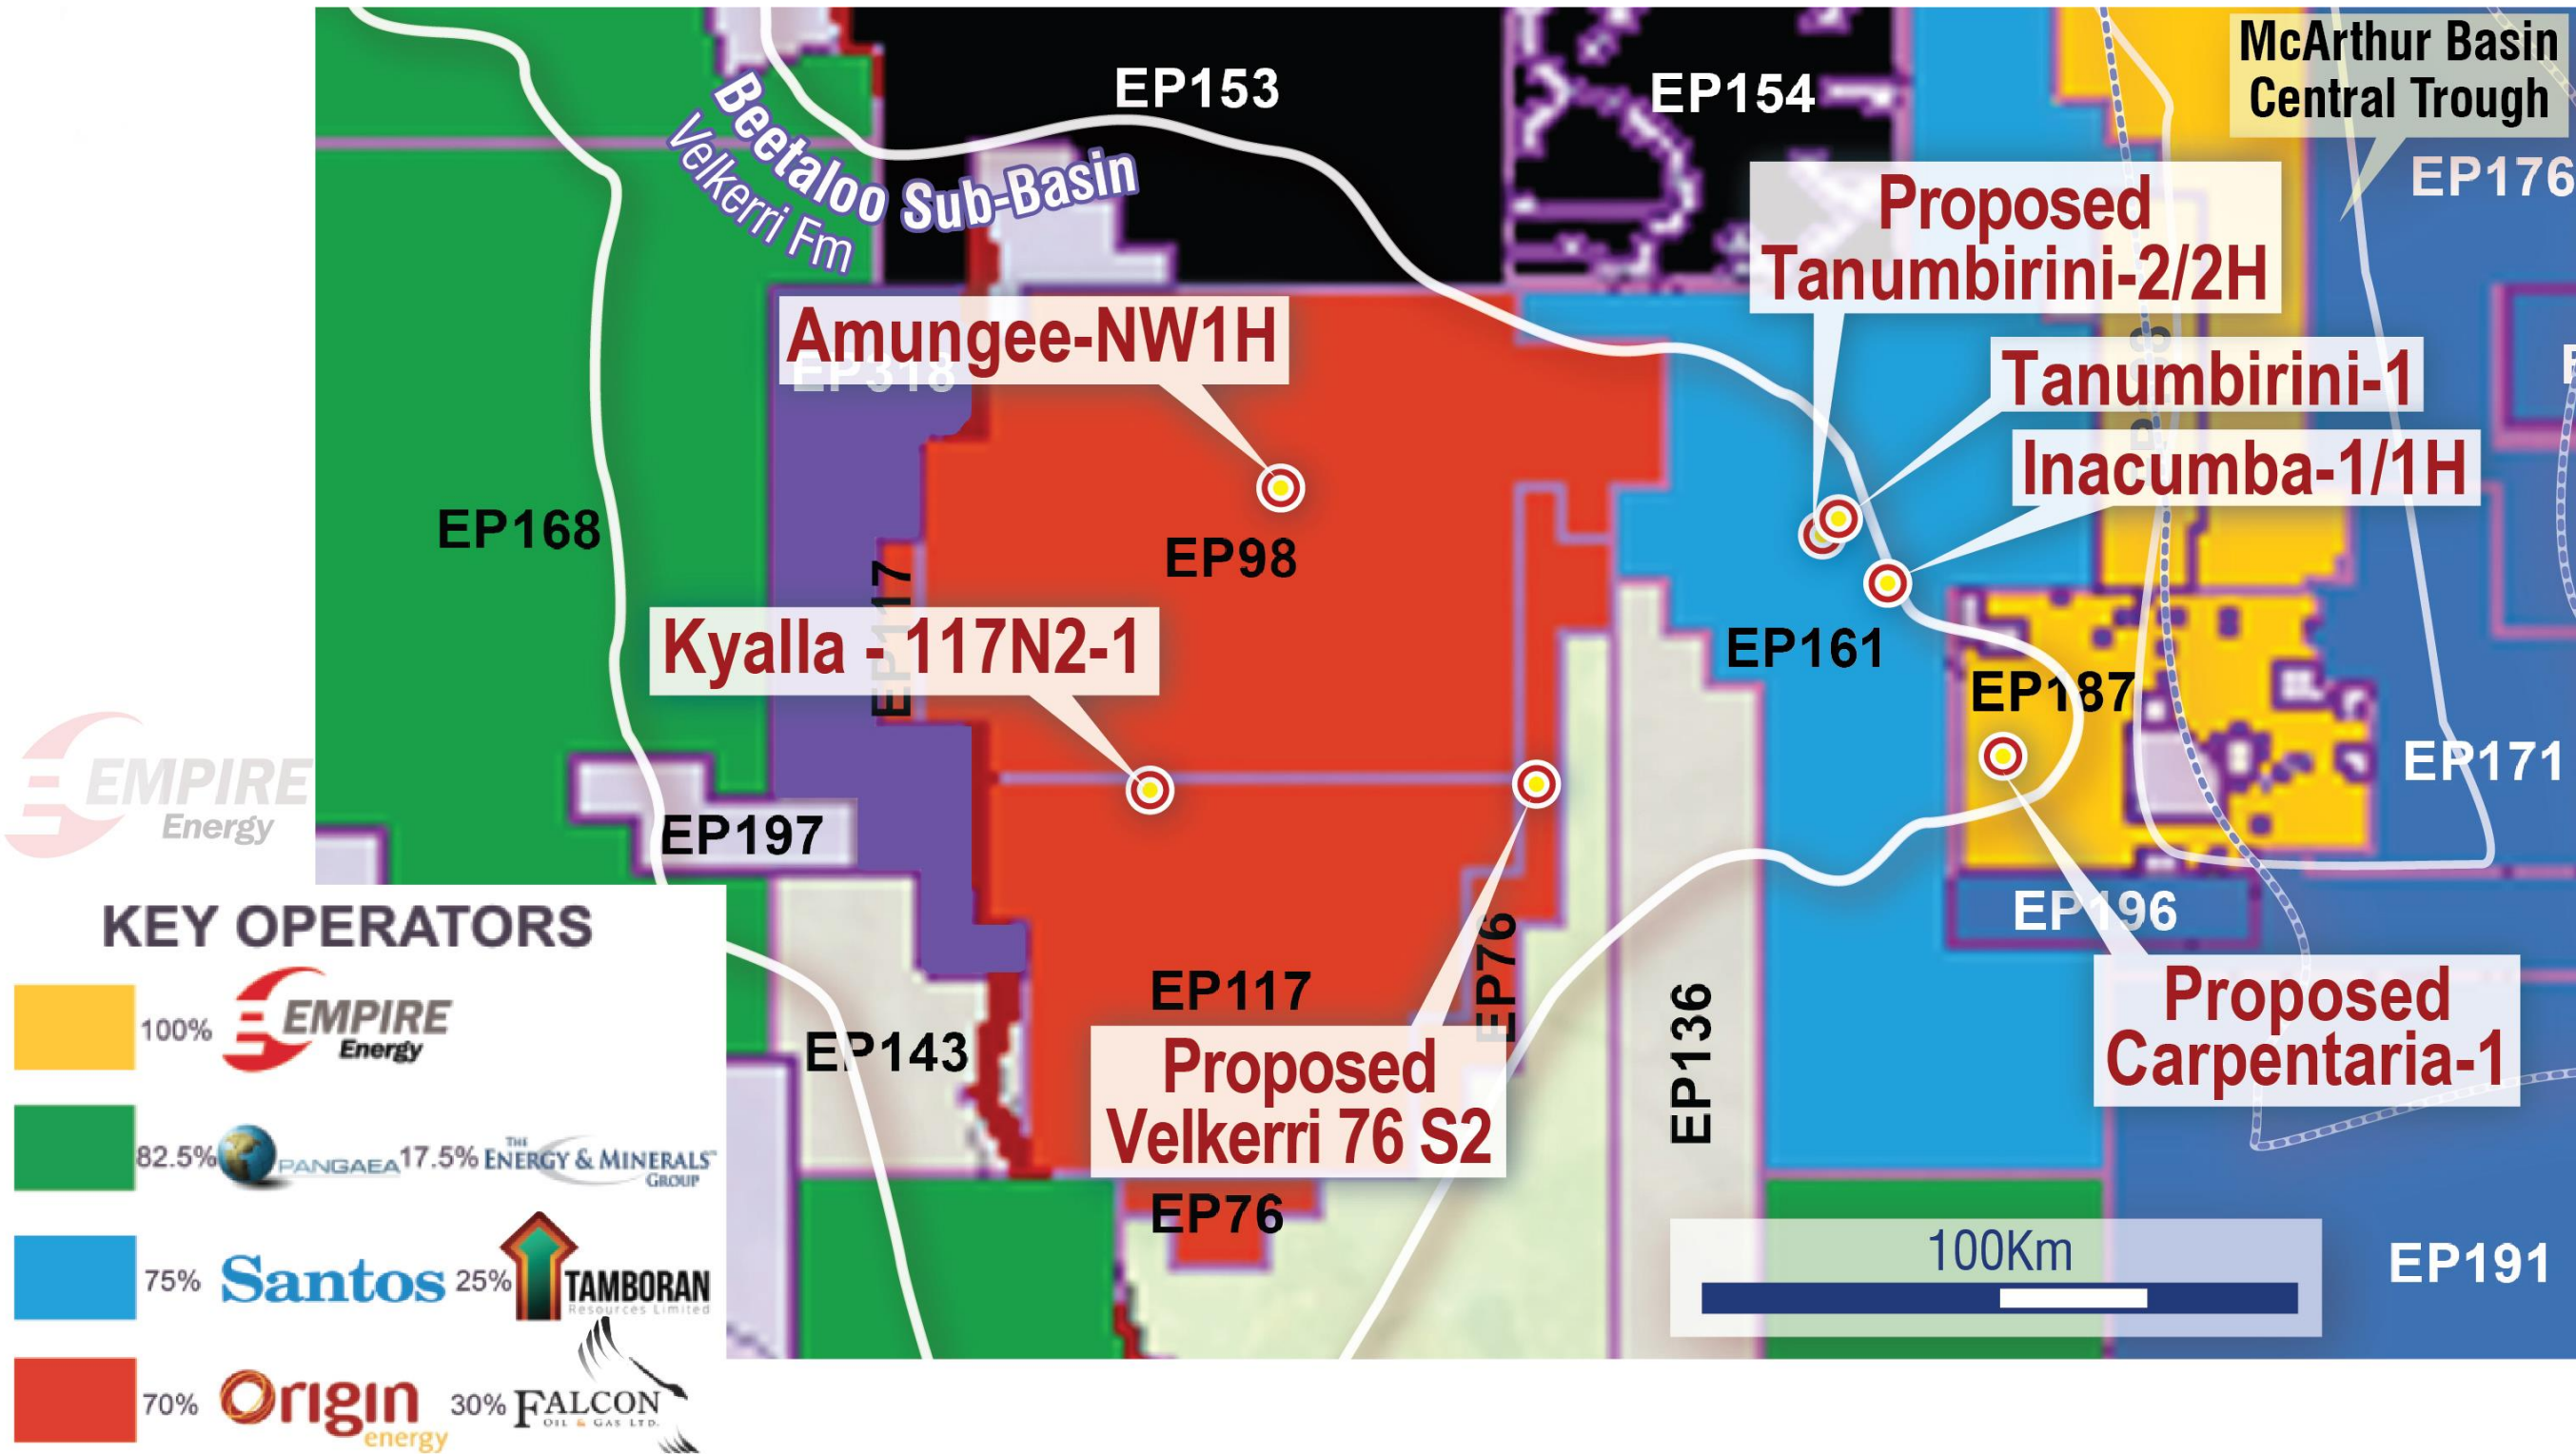 McArthur Basin
Central Trough
EP153
EP154
EP176
Beetaloo Sub-Basin
Velkerri Fm
Proposed
Tanumbirini-2/2H
Amungee-NW1H
EP318
Tanumbirini-1
Inacumba-1/1H
EP168
EP98
EP117
Kyalla - 117N2-1
EP161
EP187
EP171
EP197
EP196
EMPIRE
Energy
EP117
EP76
EP143
EP136
Proposed
Velkerri 76 S2
Proposed
Carpentaria-1
EP76
100Km
EP191
KEY OPERATORS
100% EMPIRE
Energy
82.5% PANGAEA 17.5% THE ENERGY & MINERALS
GROUP
75% Santos 25% TAMBORAN
Resources Limited
70% Origin 30% FALCON
energy OIL & GAS LTD.